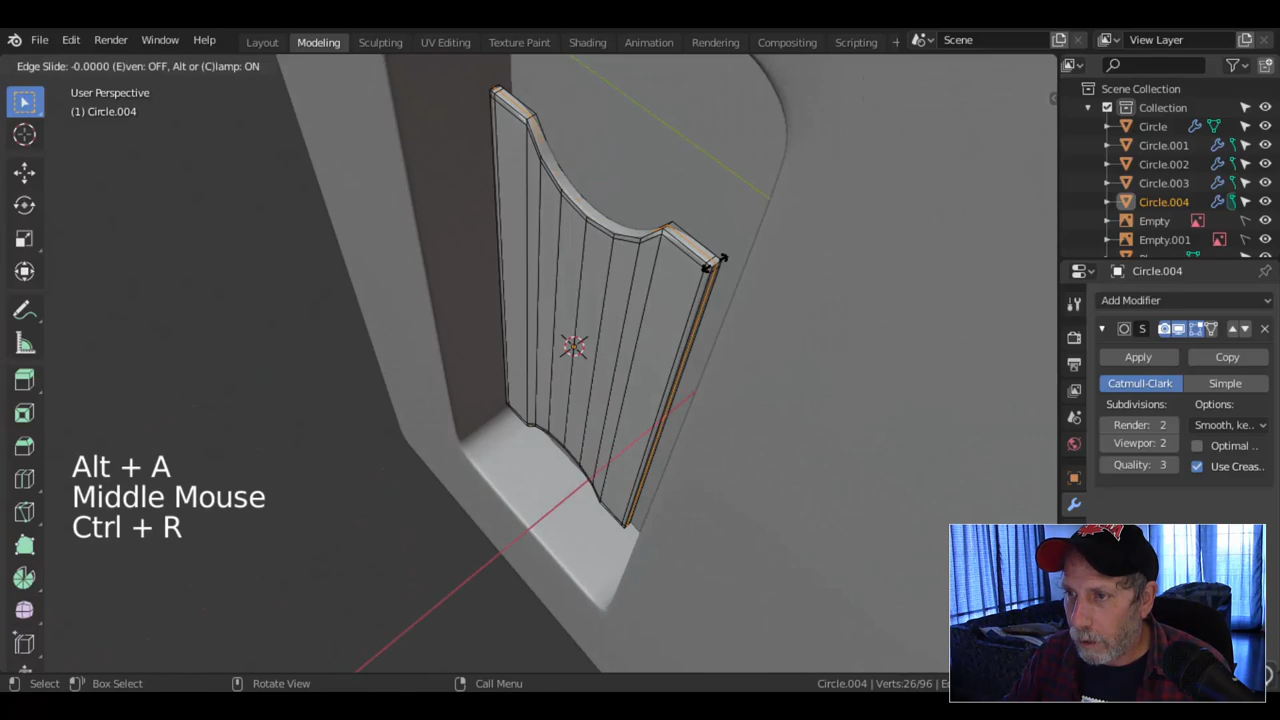 File Edit Render Window Help
Layout Modeling Sculpting UV Editing Texture Paint Shading Animation Rendering Compositing Scripting +
Scene
View Layer
Edge Slide: -0.0000 (E)ven: OFF, Alt or (C)lamp: ON
User Perspective
(1) Circle.004
Scene Collection
Collection
Circle
Circle.001
Circle.002
Circle.003
Circle.004
Empty
Empty.001
Circle.004
Add Modifier
S
Apply Copy
Catmull-Clark Simple
Subdivisions: Options:
Render: 2 Smooth, ke..
Viewpor: 2 Optimal ..
Quality: 3 Use Creas..
Alt + A
Middle Mouse
Ctrl + R
Select Box Select Rotate View Call Menu
Circle.004 | Verts:26/96 |